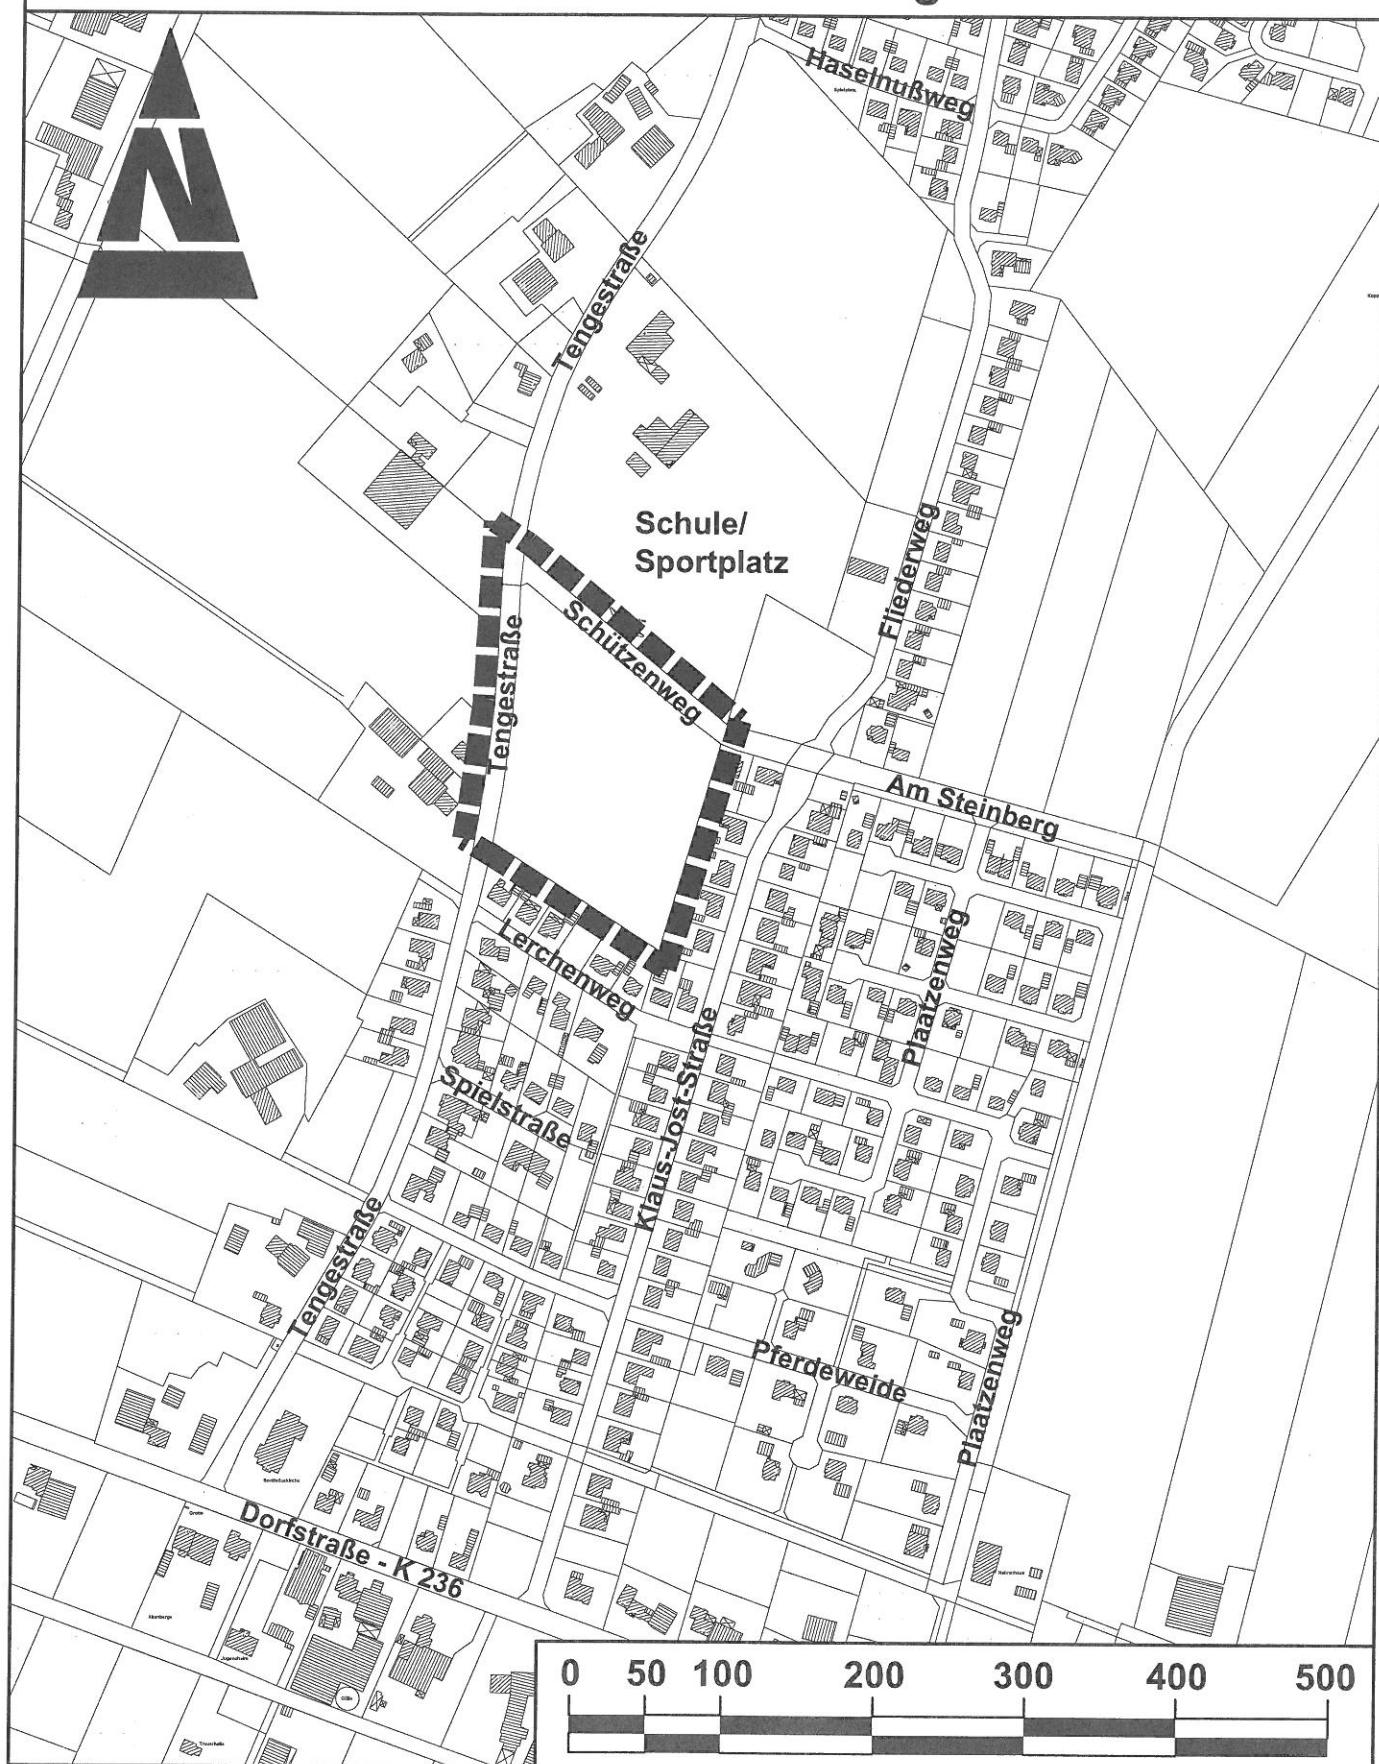 N
Haselnußweg
Tengestraße
Schule/
Sportplatz
Fliederweg
Schützenweg
Tengestraße
Am Steinberg
Plaatzenweg
Lerchenweg
Klaus-Jost-Straße
Spielstraße
Tengestraße
Pferdeweide
Plaatzenweg
Dorfstraße - K 236
0 50 100 200 300 400 500